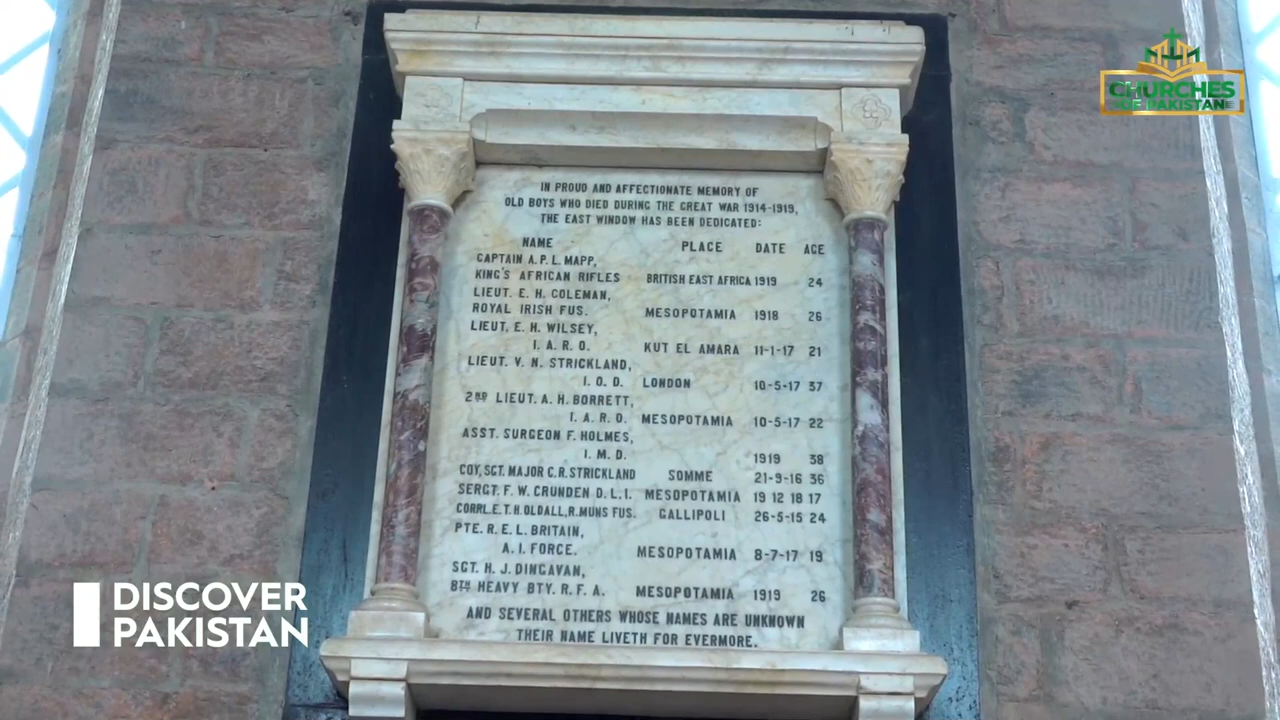 CHURCHES
OF PAKISTAN
IN PROUD AND AFFECTIONATE MEMORY OF
OLD BOYS WHO DIED DURING THE GREAT WAR 1914-1919,
THE EAST WINDOW HAS BEEN DEDICATED:
NAME PLACE DATE AGE
CAPTAIN A.P.L. MAPP,
KING'S AFRICAN RIFLES BRITISH EAST AFRICA 1919 24
LIEUT. E. H. COLEMAN,
ROYAL IRISH FUS. MESOPOTAMIA 1918 26
LIEUT, E. H. WILSEY,
I. A. R. O. KUT EL AMARA 11-1-17 21
LIEUT. V. N. STRICKLAND,
I. O. D. LONDON 10-5-17 37
2ND LIEUT. A. H. BORRETT,
I. A. R. O. MESOPOTAMIA 10-5-17 22
ASST. SURGEON F. HOLMES,
I. M. D. 1919 38
COY, SGT. MAJOR C.R. STRICKLAND SOMME 21-9-16 36
SERGT. F. W. CRUNDEN D. L. I. MESOPOTAMIA 19 12 18 17
CORRL. E.T.H. OLDALL, R. MUNS FUS. GALLIPOLI 26-5-15 24
PTE. R. E. L. BRITAIN,
A. I. FORCE. MESOPOTAMIA 8-7-17 19
SGT. H. J. DINGAVAN,
8TH HEAVY BTY. R. F. A. MESOPOTAMIA 1919 26
AND SEVERAL OTHERS WHOSE NAMES ARE UNKNOWN
THEIR NAME LIVETH FOR EVERMORE.
DISCOVER
PAKISTAN